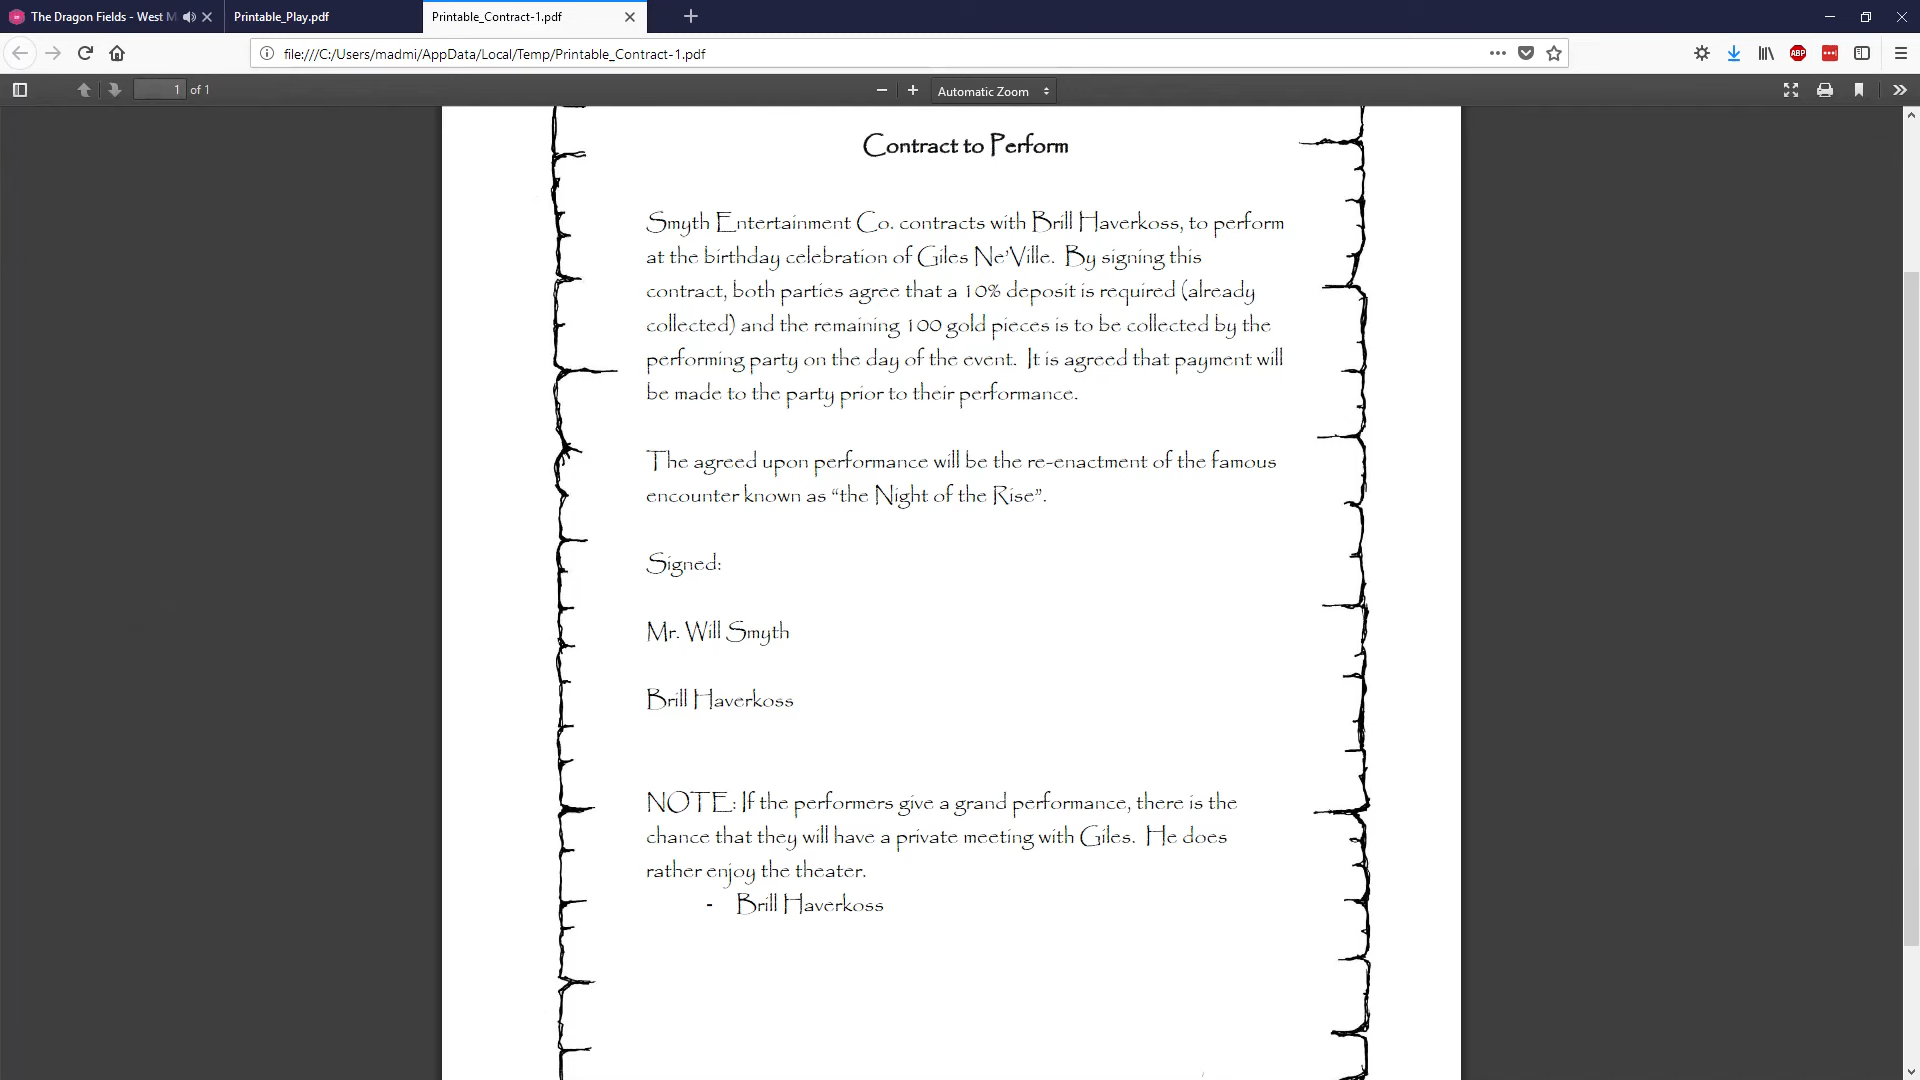 The Dragon Fields - West M
Printable_Play.pdf
Printable_Contract-1.pdf
file:///C:/Users/madmi/AppData/Local/Temp/Printable_Contract-1.pdf
ABP
1 of 1
Automatic Zoom
Contract to Perform
Smyth Entertainment Co. contracts with Brill Haverkoss, to perform
at the birthday celebration of Giles Ne'Ville. By signing this
contract, both parties agree that a 10% deposit is required (already
collected) and the remaining 100 gold pieces is to be collected by the
performing party on the day of the event. It is agreed that payment will
be made to the party prior to their performance.
The agreed upon performance will be the re-enactment of the famous
encounter known as “the Night of the Rise”.
Signed:
Mr. Will Smyth
Brill Haverkoss
NOTE: If the performers give a grand performance, there is the
chance that they will have a private meeting with Giles. He does
rather enjoy the theater.
- Brill Haverkoss